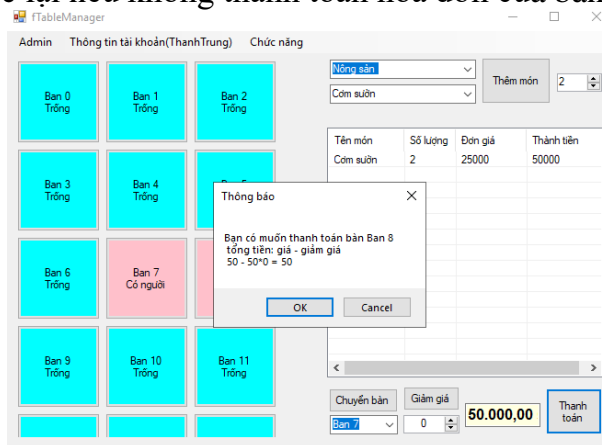 fTableManager
Admin Thông tin tài khoản(ThanhTrung) Chức năng
Ban 0
Trống
Ban 1
Trống
Ban 2
Trống
Nông sản
Cơm sườn
Thêm món
2
Tên món Số lượng Đơn giá Thành tiền
Cơm sườn 2 25000 50000
Ban 3
Trống
Ban 4
Trống
Thông báo
Bạn có muốn thanh toán bàn Ban 8
tổng tiền: giá - giảm giá
50 - 50*0 = 50
OK Cancel
Ban 6
Trống
Ban 7
Có người
Ban 9
Trống
Ban 10
Trống
Ban 11
Trống
Chuyển bàn
Giảm giá
Ban 7
0
50.000,00
Thanh
toán